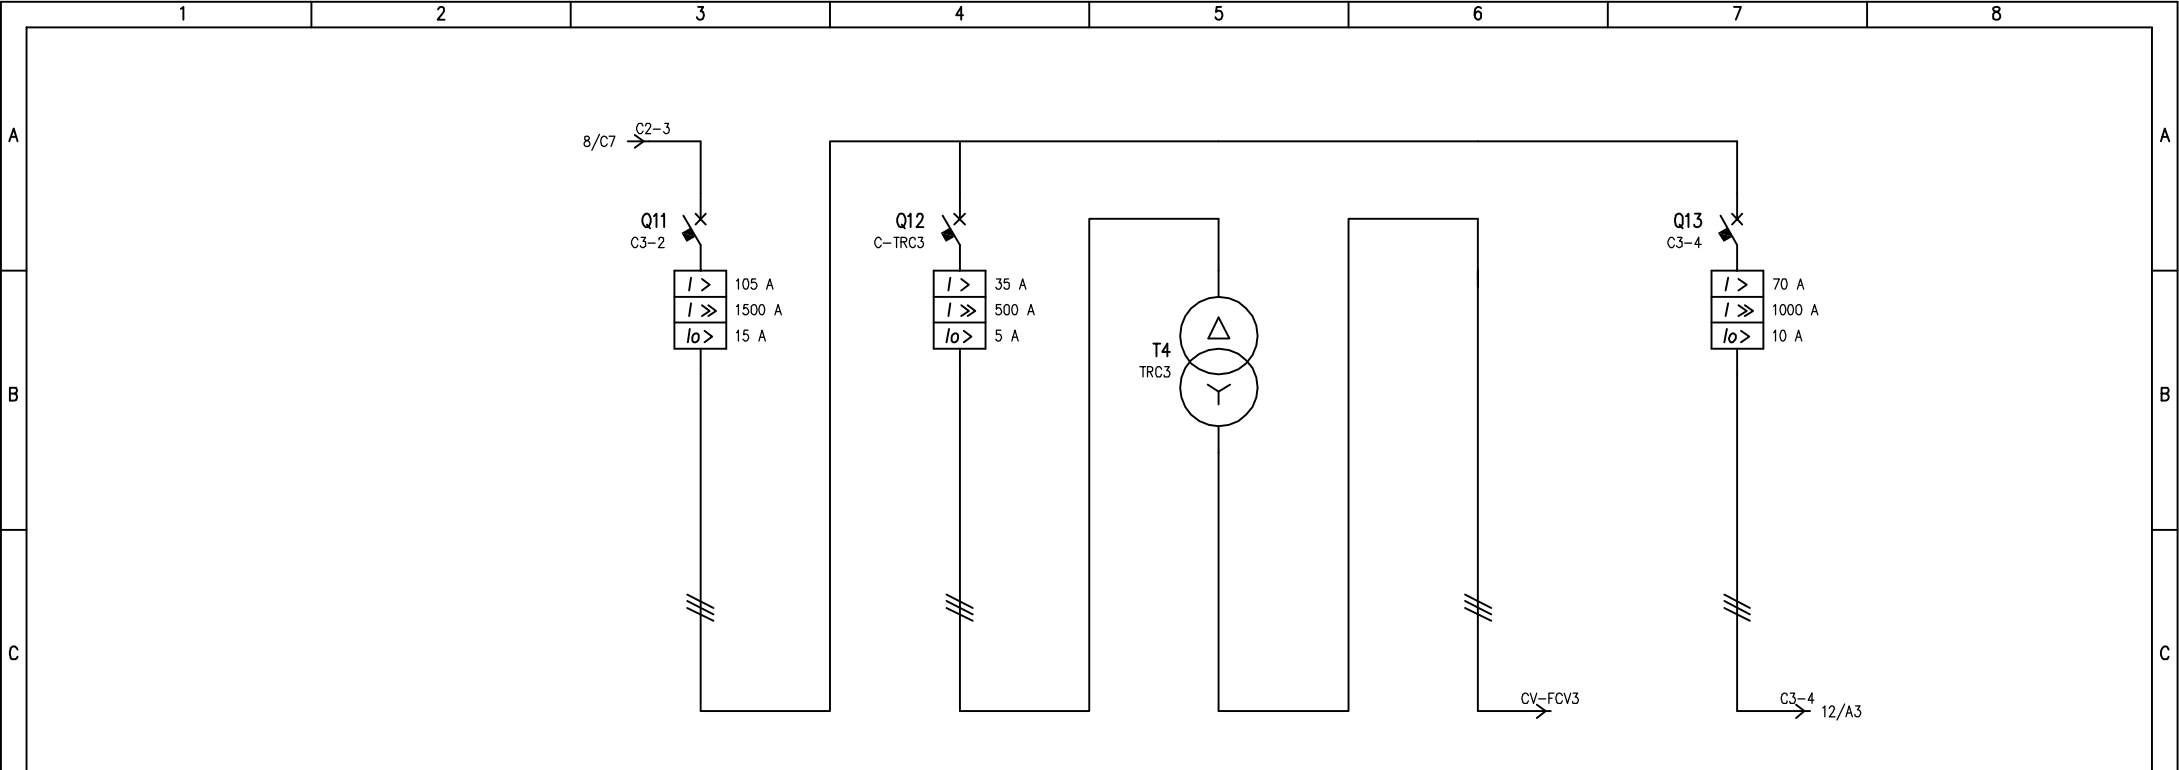 1 2 3 4 5 6 7 8
A A
C2-3
8/C7
Q11
C3-2
Q12
C-TRC3
Q13
C3-4
I > 105 A
I >> 1500 A
Io > 15 A
I > 35 A
I >> 500 A
Io > 5 A
T4
TRC3
I > 70 A
I >> 1000 A
Io > 10 A
B B
C C
CV-FCV3
C3-4
12/A3